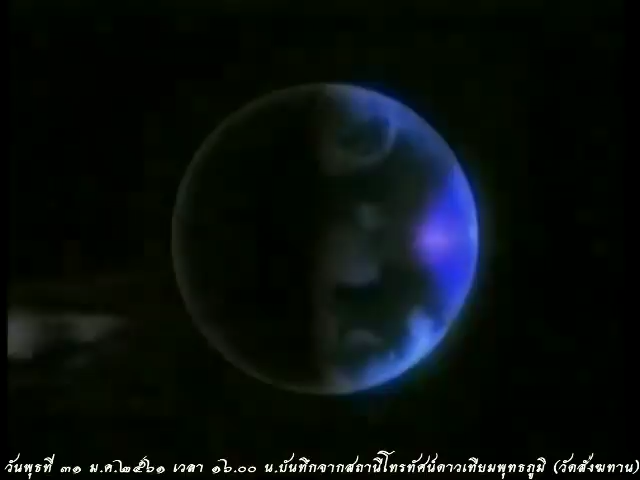 วันพุธที่ ๓๑ ม.ค.๒๕๖๑ เวลา ๑๖.๐๐ น.บันทึกจากสถานีโทรทัศน์ดาวเทียมพุทธภูมิ (วัดสังฆทาน)